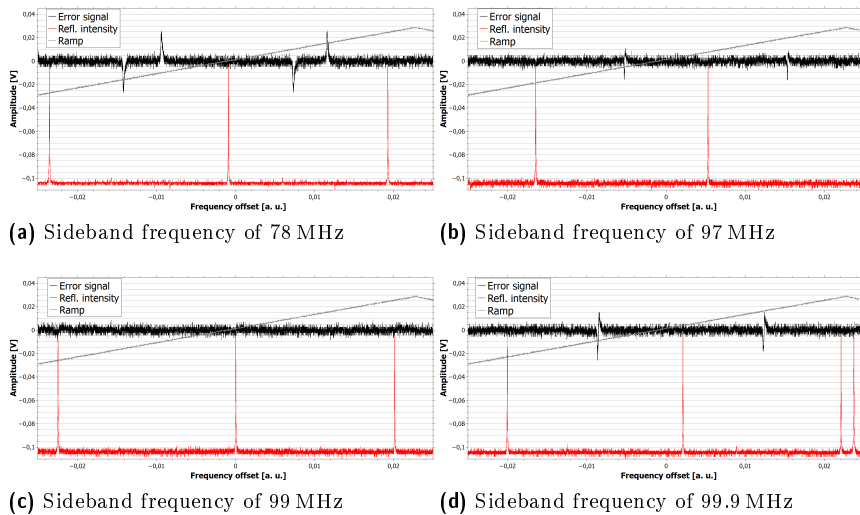 0,04
0,02
0
−0,02
−0,04
−0,06
−0,08
−0,1
Amplitude [V]
Error signal
Refl. intensity
Ramp
−0,02
−0,01
0
0,01
0,02
Frequency offset [a. u.]
(a) Sideband frequency of 78 MHz
0,04
0,02
0
−0,02
−0,04
−0,06
−0,08
−0,1
Amplitude [V]
Error signal
Refl. intensity
Ramp
−0,02
−0,01
0
0,01
0,02
Frequency offset [a. u.]
(b) Sideband frequency of 97 MHz
0,04
0,02
0
−0,02
−0,04
−0,06
−0,08
−0,1
Amplitude [V]
Error signal
Refl. intensity
Ramp
−0,02
−0,01
0
0,01
0,02
Frequency offset [a. u.]
(c) Sideband frequency of 99 MHz
0,04
0,02
0
−0,02
−0,04
−0,06
−0,08
−0,1
Amplitude [V]
Error signal
Refl. intensity
Ramp
−0,02
−0,01
0
0,01
0,02
Frequency offset [a. u.]
(d) Sideband frequency of 99.9 MHz